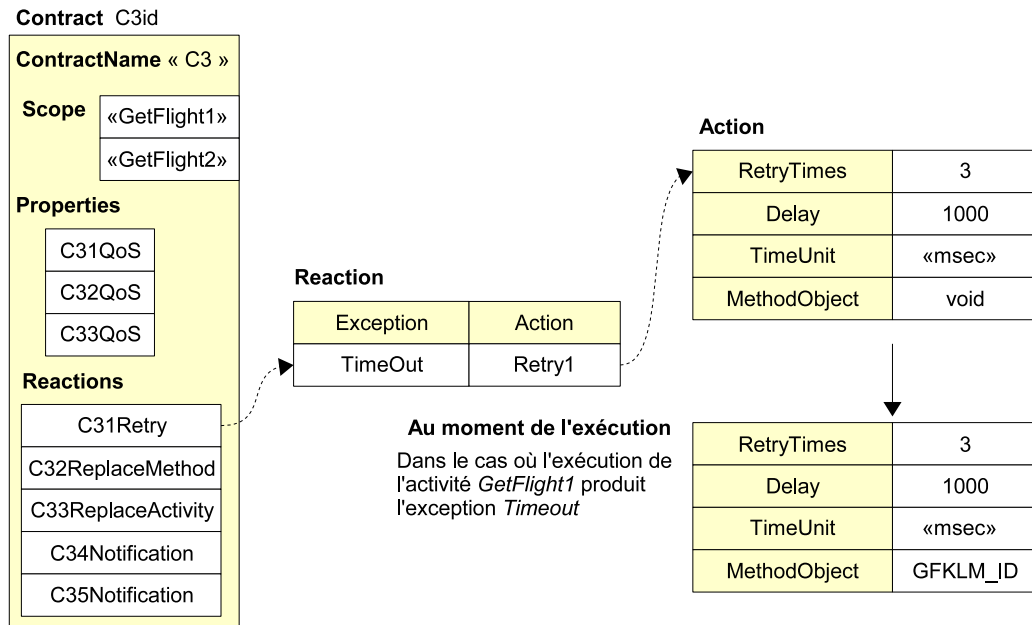 Contract C3id
ContractName « C3 »
Scope
«GetFlight1»
«GetFlight2»
Properties
C31QoS
C32QoS
C33QoS
Reactions
C31Retry
C32ReplaceMethod
C33ReplaceActivity
C34Notification
C35Notification
Reaction
Exception Action
TimeOut Retry1
Action
RetryTimes 3
Delay 1000
TimeUnit «msec»
MethodObject void
Au moment de l'exécution
Dans le cas où l'exécution de
l'activité GetFlight1 produit
l'exception Timeout
RetryTimes 3
Delay 1000
TimeUnit «msec»
MethodObject GFKLM_ID